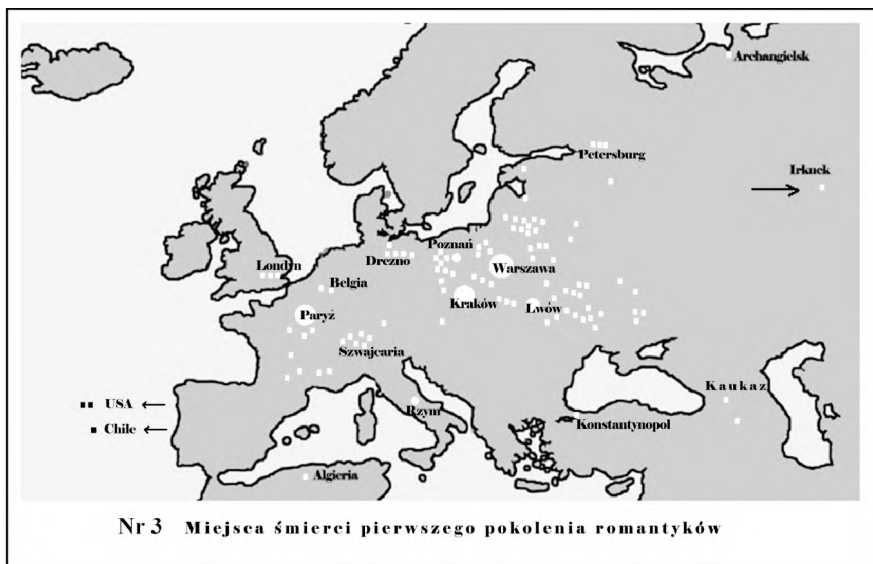 Archangielsk
Petersburg
Irkuck
Poznań
Londyn
Drezno
Warszawa
Belgia
Kraków
Lwów
Paryż
Szwajcaria
Kaukaz
USA
Rzym
Konstantynopol
Chile
Algieria
Nr 3 Miejsca śmierci pierwszego pokolenia romantyków